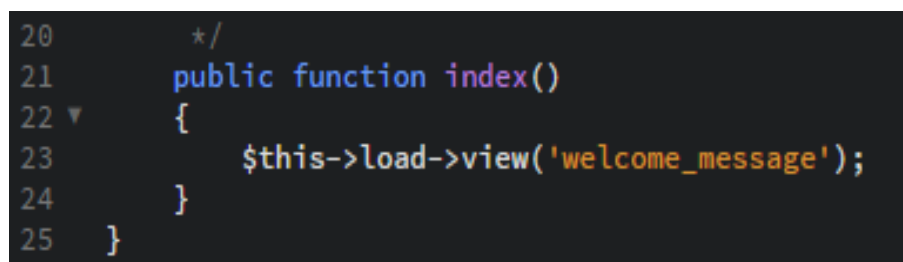 20         */
21     public function index()
22 ▼   {
23         $this->load->view('welcome_message');
24     }
25 }